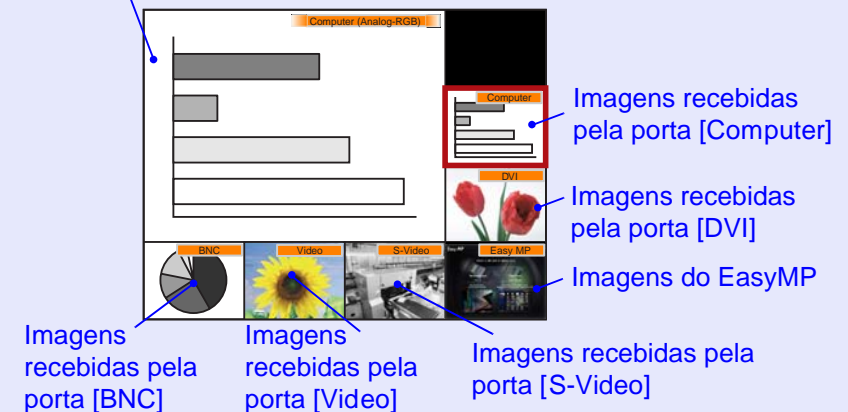 Computer (Analog-RGB)
Computer
Imagens recebidas
pela porta [Computer]
DVI
Imagens recebidas
pela porta [DVI]
BNC
Video
S-Video
Easy MP
Imagens do EasyMP
Imagens
recebidas pela
porta [BNC]
Imagens
recebidas pela
porta [Video]
Imagens recebidas pela
porta [S-Video]